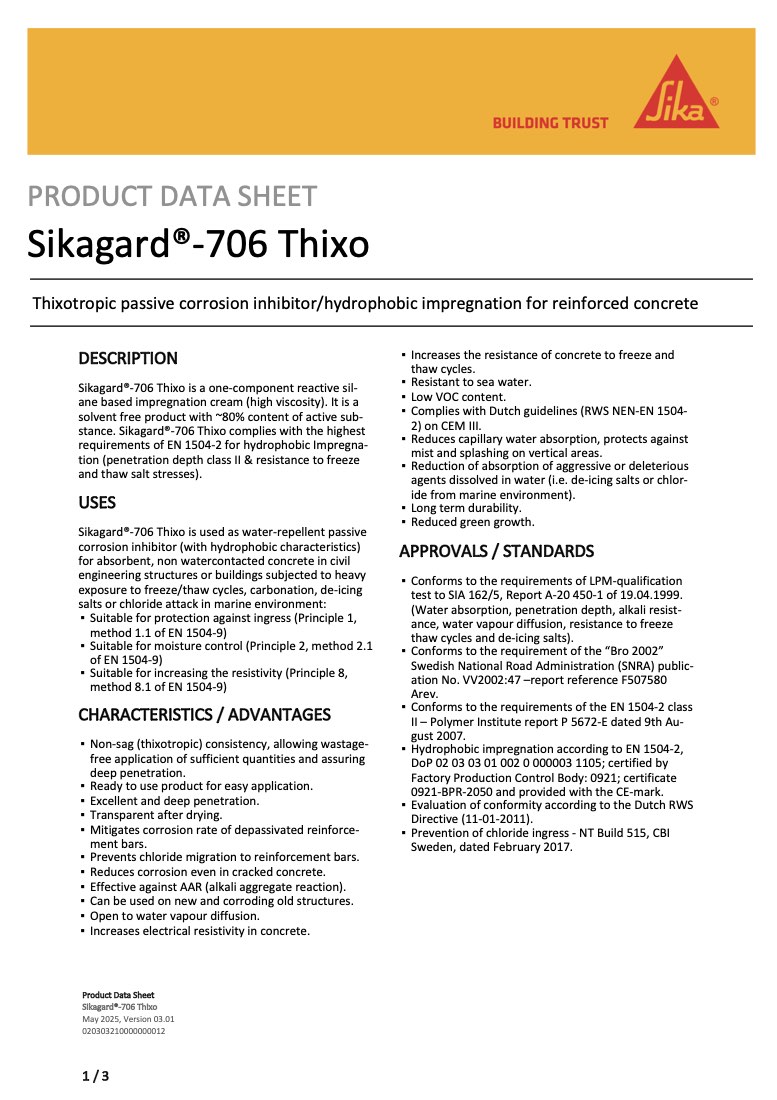 BUILDING TRUST
Sika®
PRODUCT DATA SHEET
Sikagard®-706 Thixo
Thixotropic passive corrosion inhibitor/hydrophobic impregnation for reinforced concrete
DESCRIPTION
Sikagard®-706 Thixo is a one-component reactive sil-
ane based impregnation cream (high viscosity). It is a
solvent free product with ~80% content of active sub-
stance. Sikagard®-706 Thixo complies with the highest
requirements of EN 1504-2 for hydrophobic Impregna-
tion (penetration depth class II & resistance to freeze
and thaw salt stresses).
USES
Sikagard®-706 Thixo is used as water-repellent passive
corrosion inhibitor (with hydrophobic characteristics)
for absorbent, non watercontacted concrete in civil
engineering structures or buildings subjected to heavy
exposure to freeze/thaw cycles, carbonation, de-icing
salts or chloride attack in marine environment:
▪ Suitable for protection against ingress (Principle 1,
method 1.1 of EN 1504-9)
▪ Suitable for moisture control (Principle 2, method 2.1
of EN 1504-9)
▪ Suitable for increasing the resistivity (Principle 8,
method 8.1 of EN 1504-9)
CHARACTERISTICS / ADVANTAGES
▪ Non-sag (thixotropic) consistency, allowing wastage-
free application of sufficient quantities and assuring
deep penetration.
▪ Ready to use product for easy application.
▪ Excellent and deep penetration.
▪ Transparent after drying.
▪ Mitigates corrosion rate of depassivated reinforce-
ment bars.
▪ Prevents chloride migration to reinforcement bars.
▪ Reduces corrosion even in cracked concrete.
▪ Effective against AAR (alkali aggregate reaction).
▪ Can be used on new and corroding old structures.
▪ Open to water vapour diffusion.
▪ Increases electrical resistivity in concrete.
▪ Increases the resistance of concrete to freeze and
thaw cycles.
▪ Resistant to sea water.
▪ Low VOC content.
▪ Complies with Dutch guidelines (RWS NEN-EN 1504-
2) on CEM III.
▪ Reduces capillary water absorption, protects against
mist and splashing on vertical areas.
▪ Reduction of absorption of aggressive or deleterious
agents dissolved in water (i.e. de-icing salts or chlor-
ide from marine environment).
▪ Long term durability.
▪ Reduced green growth.
APPROVALS / STANDARDS
▪ Conforms to the requirements of LPM-qualification
test to SIA 162/5, Report A-20 450-1 of 19.04.1999.
(Water absorption, penetration depth, alkali resist-
ance, water vapour diffusion, resistance to freeze
thaw cycles and de-icing salts).
▪ Conforms to the requirement of the “Bro 2002”
Swedish National Road Administration (SNRA) public-
ation No. VV2002:47 –report reference F507580
Arev.
▪ Conforms to the requirements of the EN 1504-2 class
II – Polymer Institute report P 5672-E dated 9th Au-
gust 2007.
▪ Hydrophobic impregnation according to EN 1504-2,
DoP 02 03 03 01 002 0 000003 1105; certified by
Factory Production Control Body: 0921; certificate
0921-BPR-2050 and provided with the CE-mark.
▪ Evaluation of conformity according to the Dutch RWS
Directive (11-01-2011).
▪ Prevention of chloride ingress - NT Build 515, CBI
Sweden, dated February 2017.
Product Data Sheet
Sikagard®-706 Thixo
May 2025, Version 03.01
020303210000000012
1 / 3